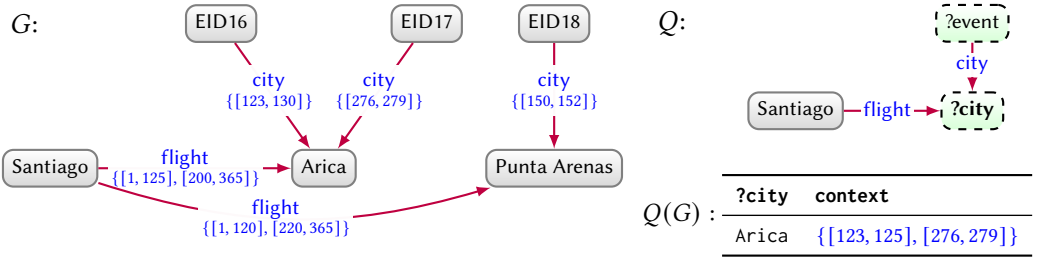 G:
EID16
EID17
EID18
city
{[123, 130]}
city
{[276, 279]}
city
{[150, 152]}
Santiago
flight
{[1, 125], [200, 365]}
Arica
Punta Arenas
flight
{[1, 120], [220, 365]}
Q:
?event
city
Santiago
flight
?city
Q(G) :
?city context
Arica {[123, 125], [276, 279]}